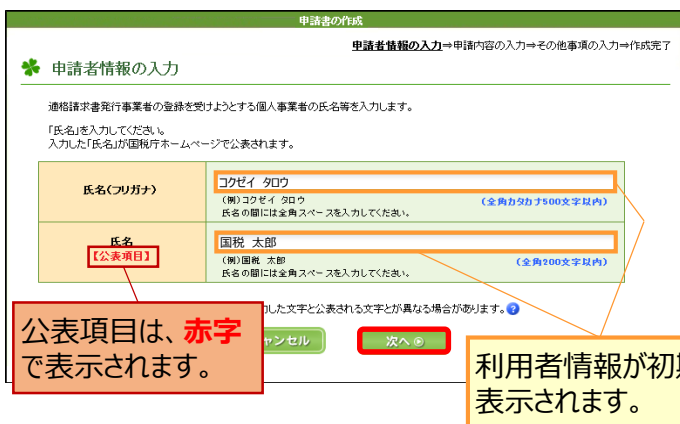 申請書の作成
申請者情報の入力⇒申請内容の入力⇒その他事項の入力⇒作成完了
申請者情報の入力
適格請求書発行事業者の登録を受けようとする個人事業者の氏名等を入力します。
「氏名」を入力してください。
入力した「氏名」が国税庁ホームページで公表されます。
氏名(フリガナ)
コクゼイ タロウ
(例)コクゼイ タロウ
(全角カタカナ500文字以内)
氏名の間には全角スペースを入力してください。
氏名
【公表項目】
国税 太郎
(例)国税 太郎
(全角200文字以内)
氏名の間には全角スペースを入力してください。
した文字と公表される文字とが異なる場合があります。
公表項目は、赤字
で表示されます。
ャンセル
次へ
利用者情報が初
表示されます。